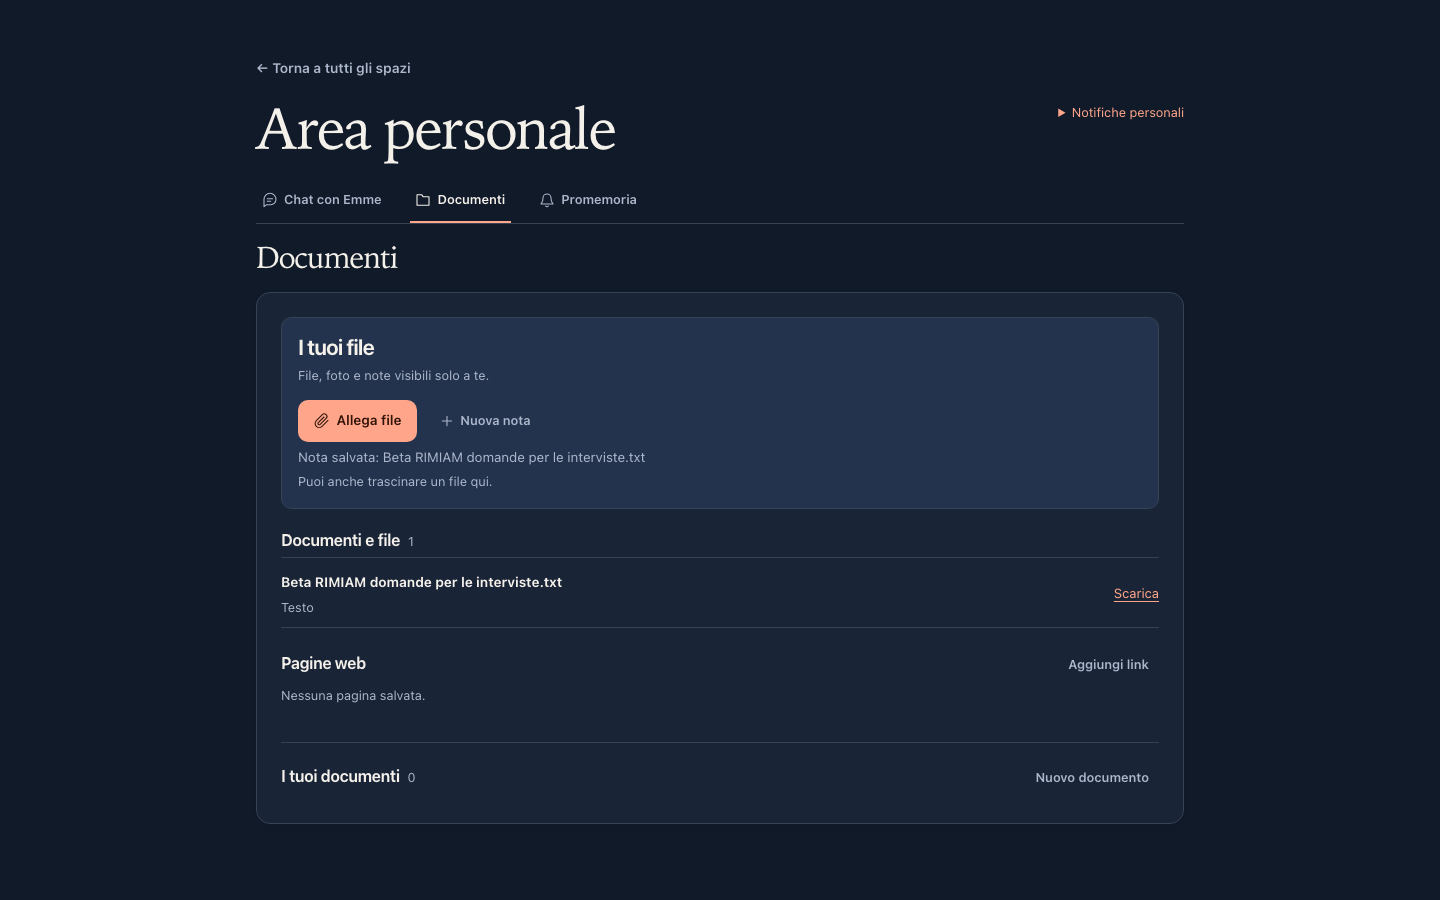 ← Torna a tutti gli spazi
Area personale
▶ Notifiche personali
Chat con Emme
Documenti
Promemoria
Documenti
I tuoi file
File, foto e note visibili solo a te.
Allega file
+ Nuova nota
Nota salvata: Beta RIMIAM domande per le interviste.txt
Puoi anche trascinare un file qui.
Documenti e file 1
Beta RIMIAM domande per le interviste.txt
Testo
Scarica
Pagine web
Aggiungi link
Nessuna pagina salvata.
I tuoi documenti 0
Nuovo documento